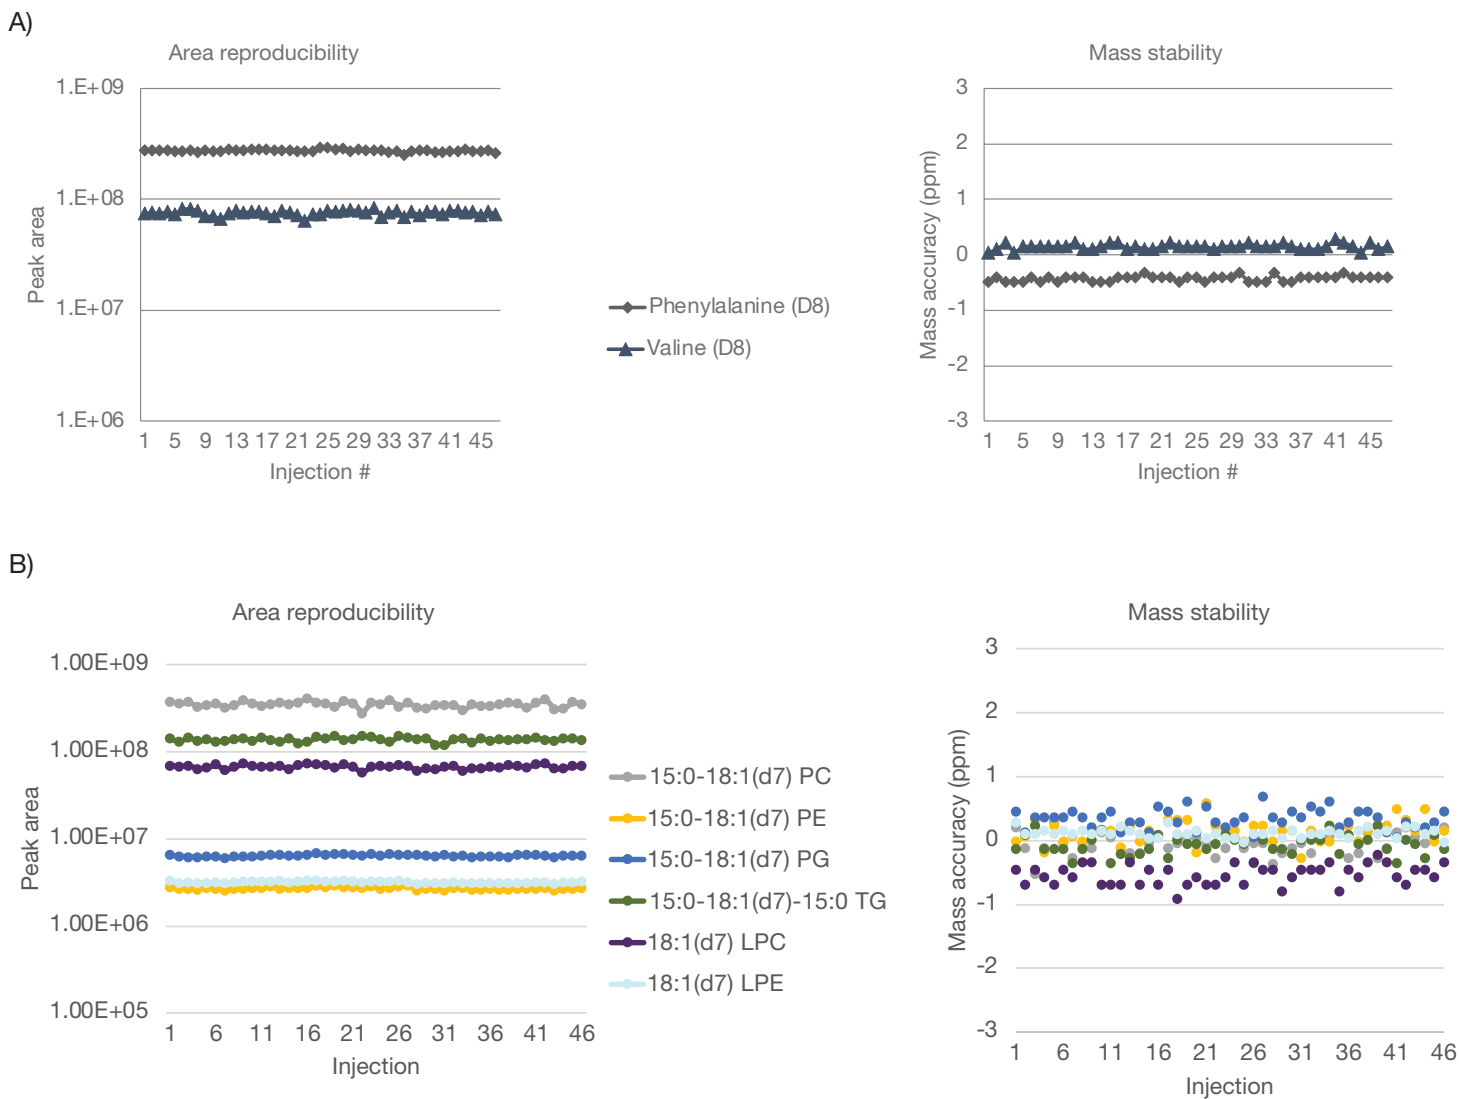 A)
Area reproducibility
1.E+09
1.E+08
1.E+07
1.E+06
Peak area
1 5 9 13 17 21 25 29 33 37 41 45
Injection #
Phenylalanine (D8)
Valine (D8)
Mass stability
3
2
1
0
-1
-2
-3
Mass accuracy (ppm)
1 5 9 13 17 21 25 29 33 37 41 45
Injection #
B)
Area reproducibility
1.00E+09
1.00E+08
1.00E+07
1.00E+06
1.00E+05
Peak area
1 6 11 16 21 26 31 36 41 46
Injection
15:0-18:1(d7) PC
15:0-18:1(d7) PE
15:0-18:1(d7) PG
15:0-18:1(d7)-15:0 TG
18:1(d7) LPC
18:1(d7) LPE
Mass stability
3
2
1
0
-1
-2
-3
Mass accuracy (ppm)
1 6 11 16 21 26 31 36 41 46
Injection